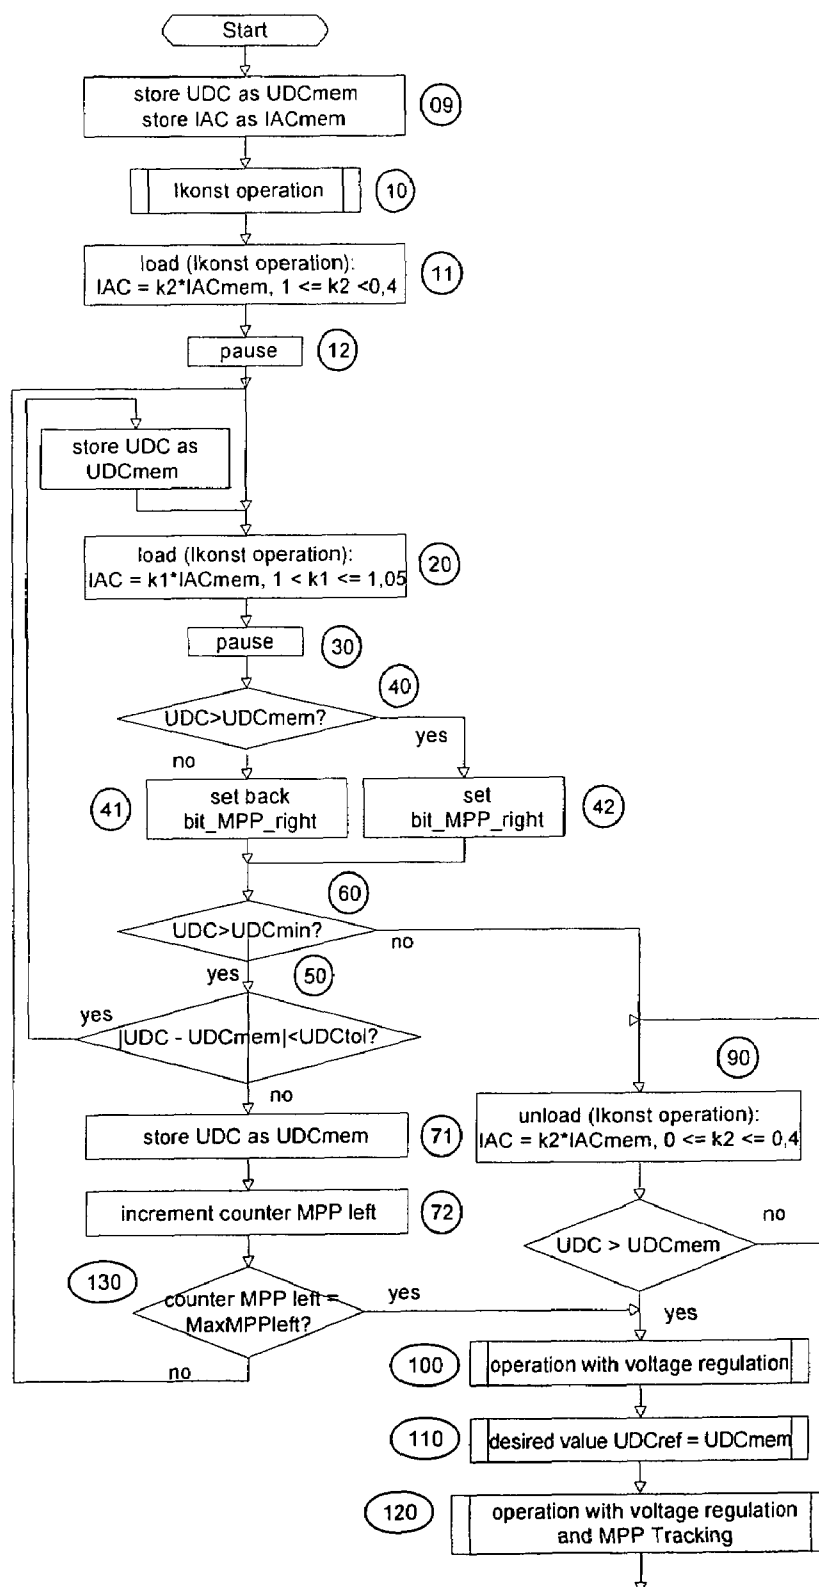 Start
store UDC as UDCmem
store IAC as IACmem
09
Ikonst operation
10
load (Ikonst operation):
IAC = k2*IACmem, 1 <= k2 <0,4
11
pause
12
store UDC as
UDCmem
load (Ikonst operation):
IAC = k1*IACmem, 1 < k1 <= 1,05
20
pause
30
40
UDC>UDCmem?
yes
no
41
set back
bit_MPP_right
set
bit_MPP_right
42
60
UDC>UDCmin?
no
yes
50
yes
|UDC - UDCmem|<UDCtol?
no
90
store UDC as UDCmem
71
unload (Ikonst operation):
IAC = k2*IACmem, 0 <= k2 <= 0,4
increment counter MPP left
72
no
UDC > UDCmem
130
counter MPP left =
MaxMPPleft?
yes
yes
no
100
operation with voltage regulation
110
desired value UDCref = UDCmem
120
operation with voltage regulation
and MPP Tracking